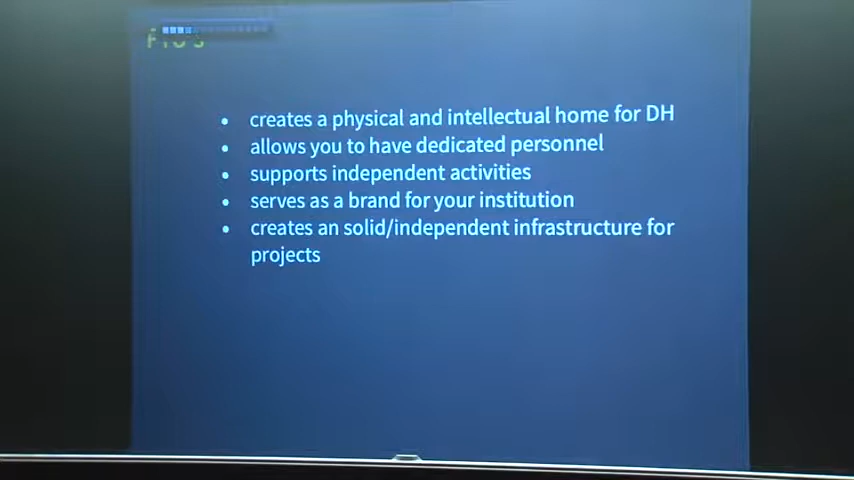 creates a physical and intellectual home for DH
allows you to have dedicated personnel
supports independent activities
serves as a brand for your institution
creates an solid/independent infrastructure for
projects